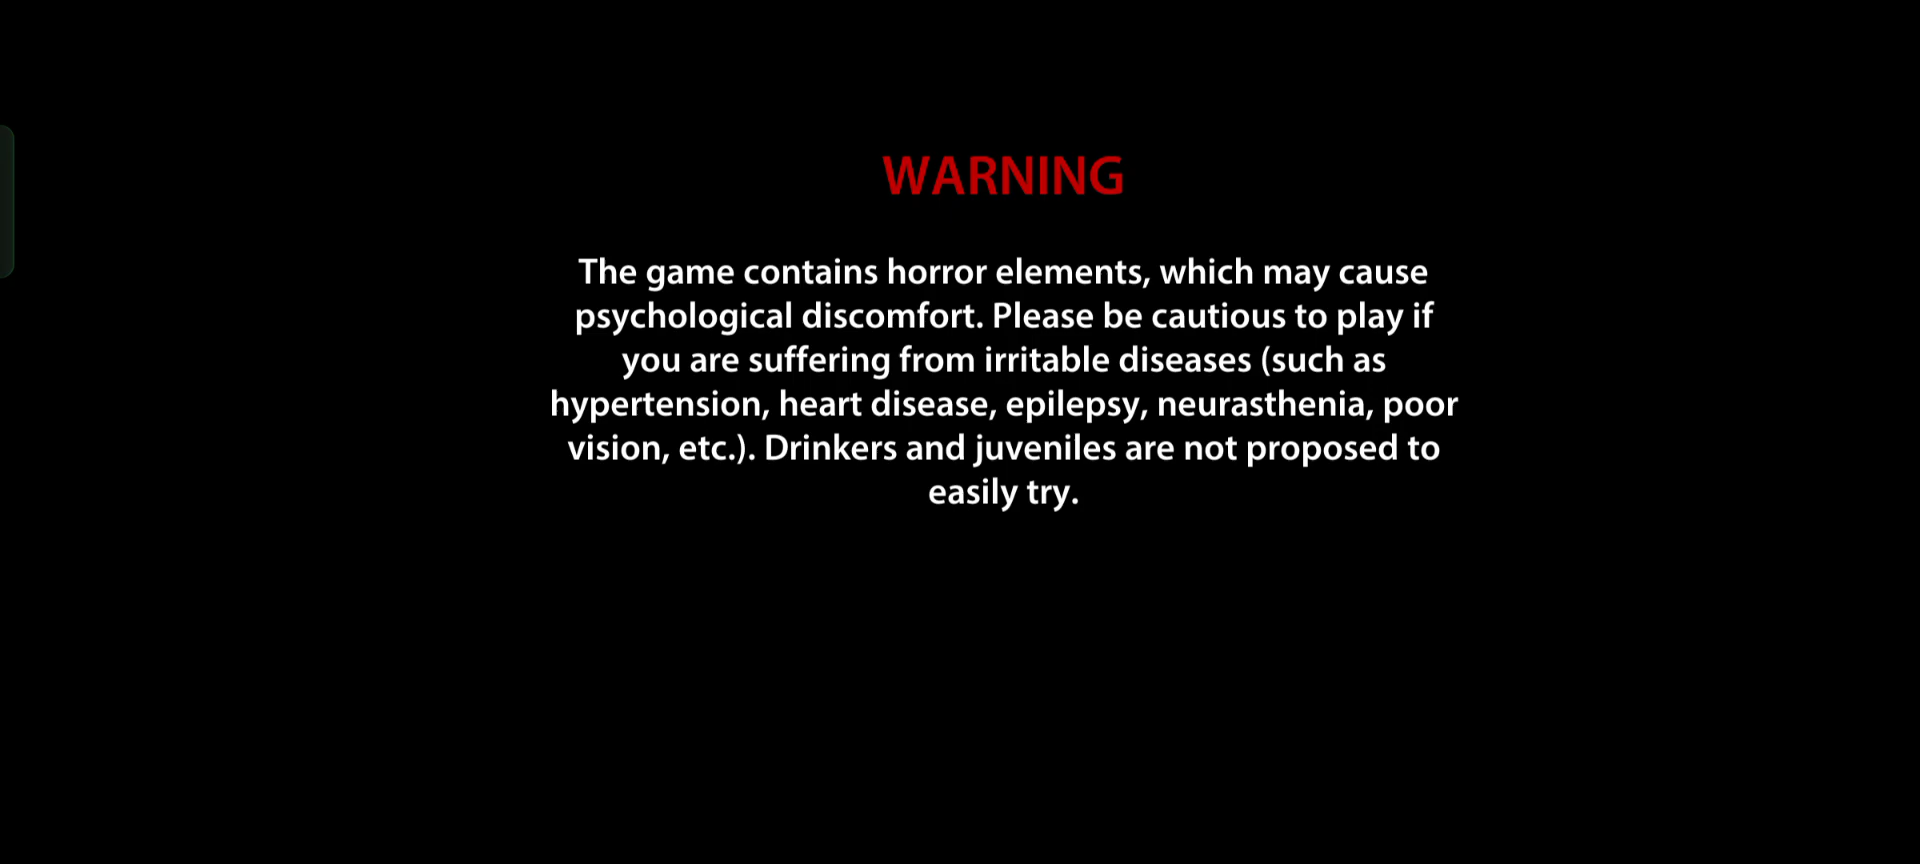 WARNING
The game contains horror elements, which may cause
psychological discomfort. Please be cautious to play if
you are suffering from irritable diseases (such as
hypertension, heart disease, epilepsy, neurasthenia, poor
vision, etc.). Drinkers and juveniles are not proposed to
easily try.